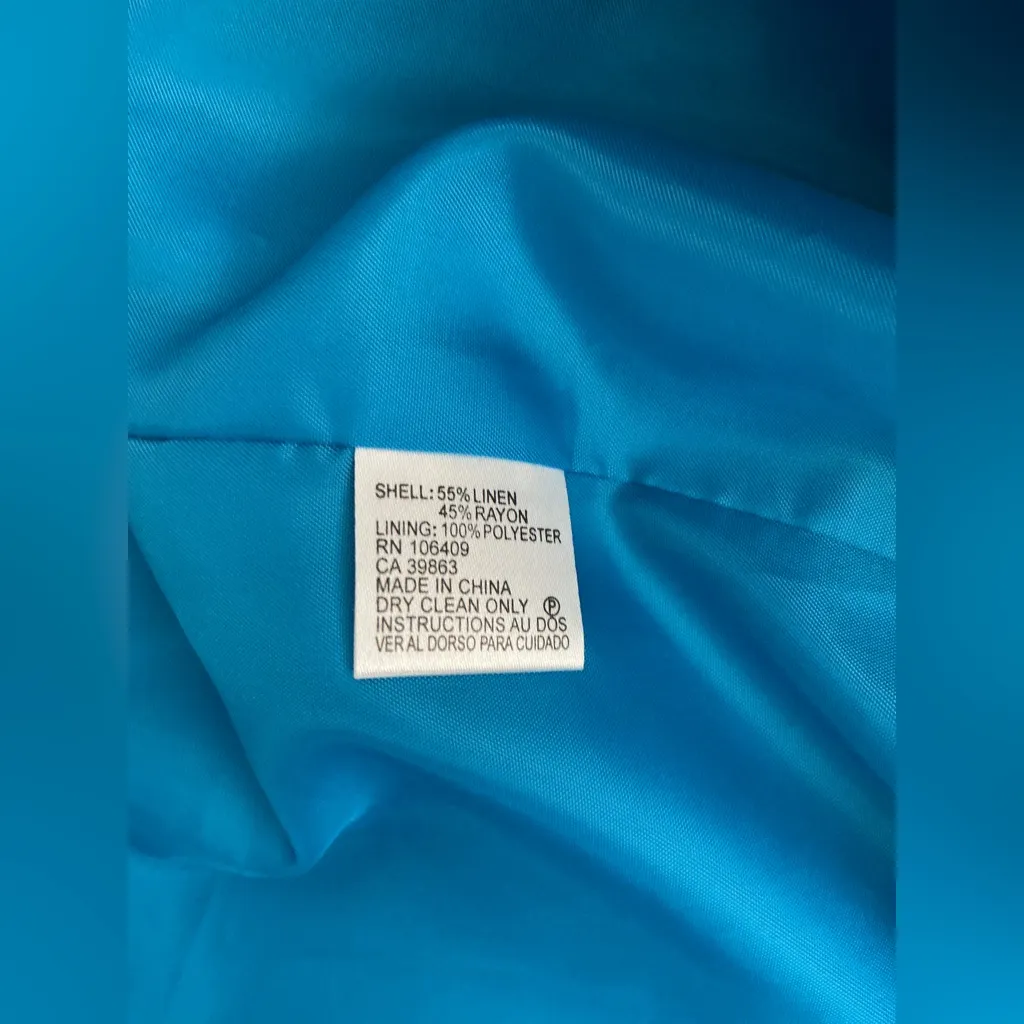 SHELL: 55% LINEN
45% RAYON
LINING: 100% POLYESTER
RN 106409
CA 39863
MADE IN CHINA
DRY CLEAN ONLY Ⓟ
INSTRUCTIONS AU DOS
VER AL DORSO PARA CUIDADO